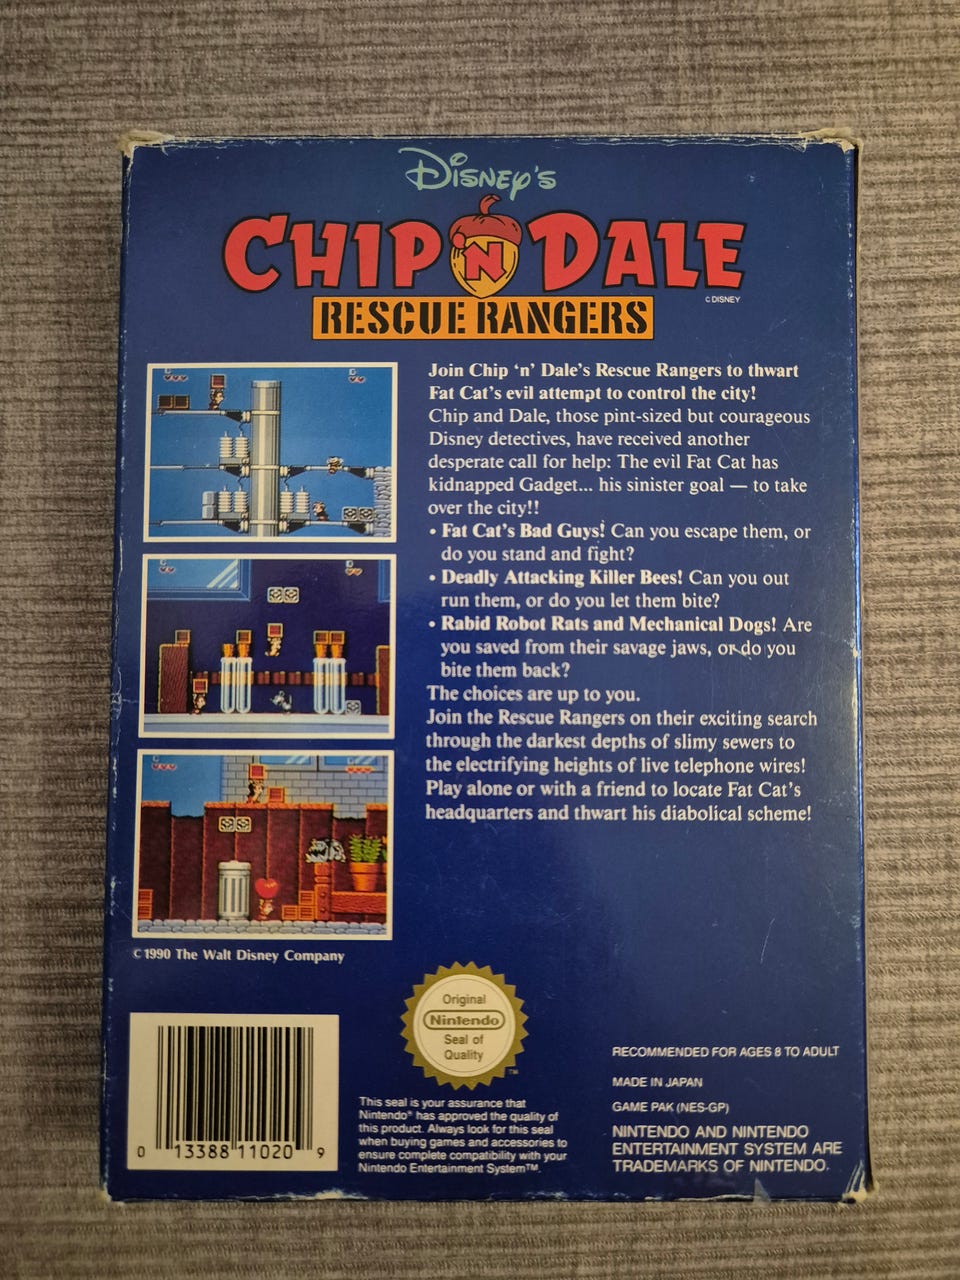 Disney's
CHIP 'N DALE
© DISNEY
RESCUE RANGERS
Join Chip ‘n’ Dale’s Rescue Rangers to thwart
Fat Cat’s evil attempt to control the city!
Chip and Dale, those pint-sized but courageous
Disney detectives, have received another
desperate call for help: The evil Fat Cat has
kidnapped Gadget... his sinister goal — to take
over the city!!
• Fat Cat’s Bad Guys! Can you escape them, or
do you stand and fight?
• Deadly Attacking Killer Bees! Can you out
run them, or do you let them bite?
• Rabid Robot Rats and Mechanical Dogs! Are
you saved from their savage jaws, or do you
bite them back?
The choices are up to you.
Join the Rescue Rangers on their exciting search
through the darkest depths of slimy sewers to
the electrifying heights of live telephone wires!
Play alone or with a friend to locate Fat Cat’s
headquarters and thwart his diabolical scheme!
© 1990 The Walt Disney Company
Original
Nintendo
Seal of
Quality
TM
0 13388 11020 9
This seal is your assurance that
Nintendo® has approved the quality of
this product. Always look for this seal
when buying games and accessories to
ensure complete compatibility with your
Nintendo Entertainment System™.
RECOMMENDED FOR AGES 8 TO ADULT
MADE IN JAPAN
GAME PAK (NES-GP)
NINTENDO AND NINTENDO
ENTERTAINMENT SYSTEM ARE
TRADEMARKS OF NINTENDO.